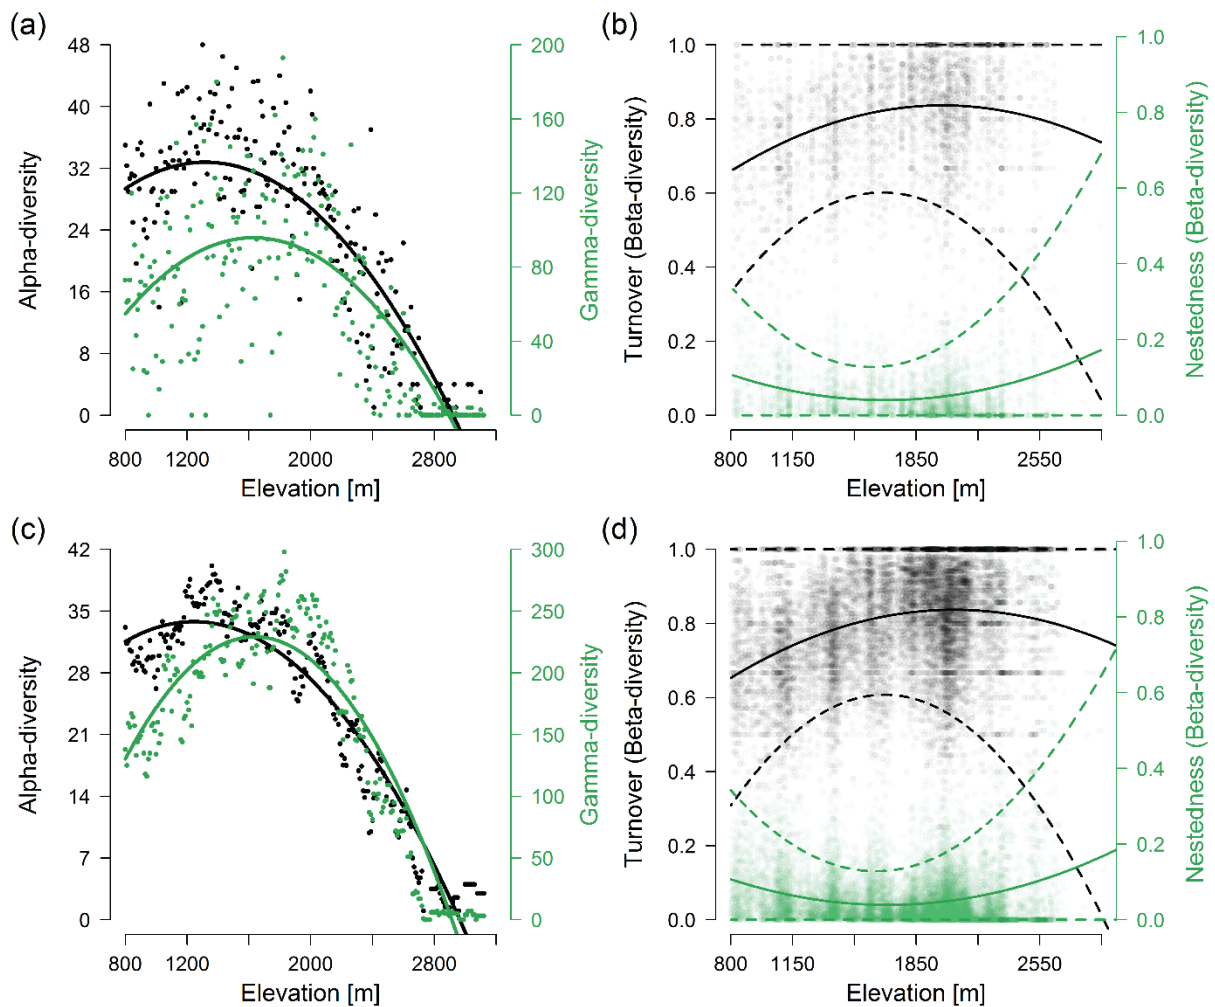 (a)
48
40
32
24
16
8
0
Alpha-diversity
200
160
120
80
40
0
Gamma-diversity
800 1200 2000 2800
Elevation [m]
(b)
1.0
0.8
0.6
0.4
0.2
0.0
Turnover (Beta-diversity)
1.0
0.8
0.6
0.4
0.2
0.0
Nestedness (Beta-diversity)
800 1150 1850 2550
Elevation [m]
(c)
42
35
28
21
14
7
0
Alpha-diversity
300
250
200
150
100
50
0
Gamma-diversity
800 1200 2000 2800
Elevation [m]
(d)
1.0
0.8
0.6
0.4
0.2
0.0
Turnover (Beta-diversity)
1.0
0.8
0.6
0.4
0.2
0.0
Nestedness (Beta-diversity)
800 1150 1850 2550
Elevation [m]